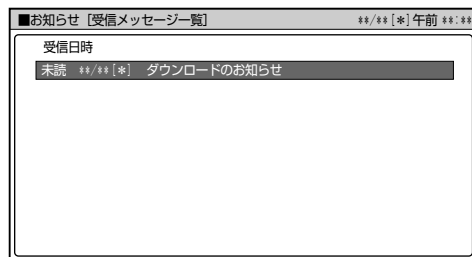 ■お知らせ [受信メッセージ一覧] **/** [*] 午前 **:**
受信日時
未読 **/** [*] ダウンロードのお知らせ